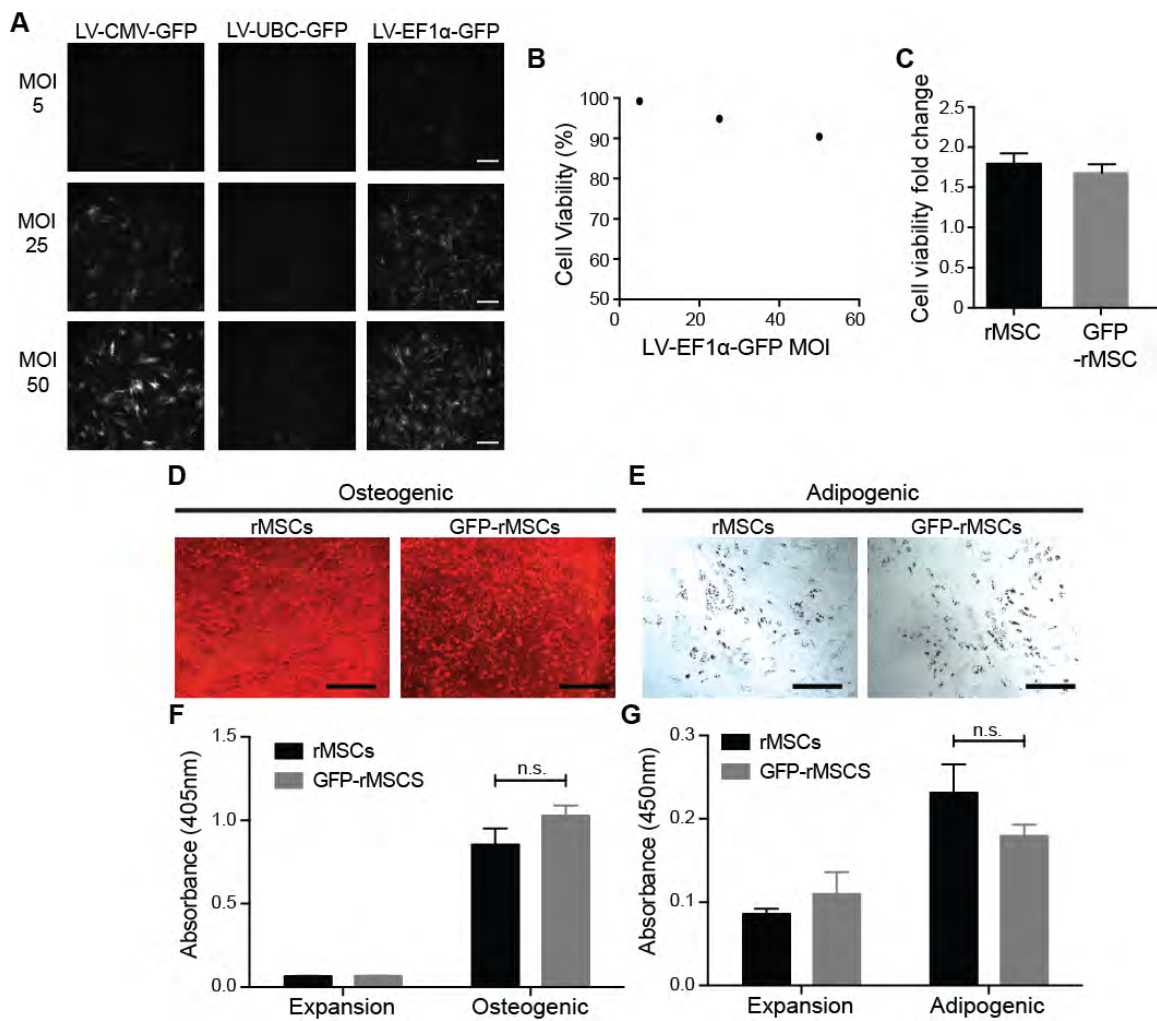 A
LV-CMV-GFP LV-UBC-GFP LV-EF1α-GFP
MOI
5
MOI
25
MOI
50
B
Cell Viability (%)
100
90
80
70
60
50
0 20 40 60
LV-EF1α-GFP MOI
C
Cell viability fold change
2.5
2.0
1.5
1.0
0.5
0
rMSC GFP
-rMSC
D
Osteogenic
rMSCs GFP-rMSCs
E
Adipogenic
rMSCs GFP-rMSCs
F
Absorbance (405nm)
1.5
1.0
0.5
0.0
rMSCs
GFP-rMSCS
n.s.
Expansion Osteogenic
G
Absorbance (450nm)
0.3
0.2
0.1
0.0
rMSCs
GFP-rMSCS
n.s.
Expansion Adipogenic